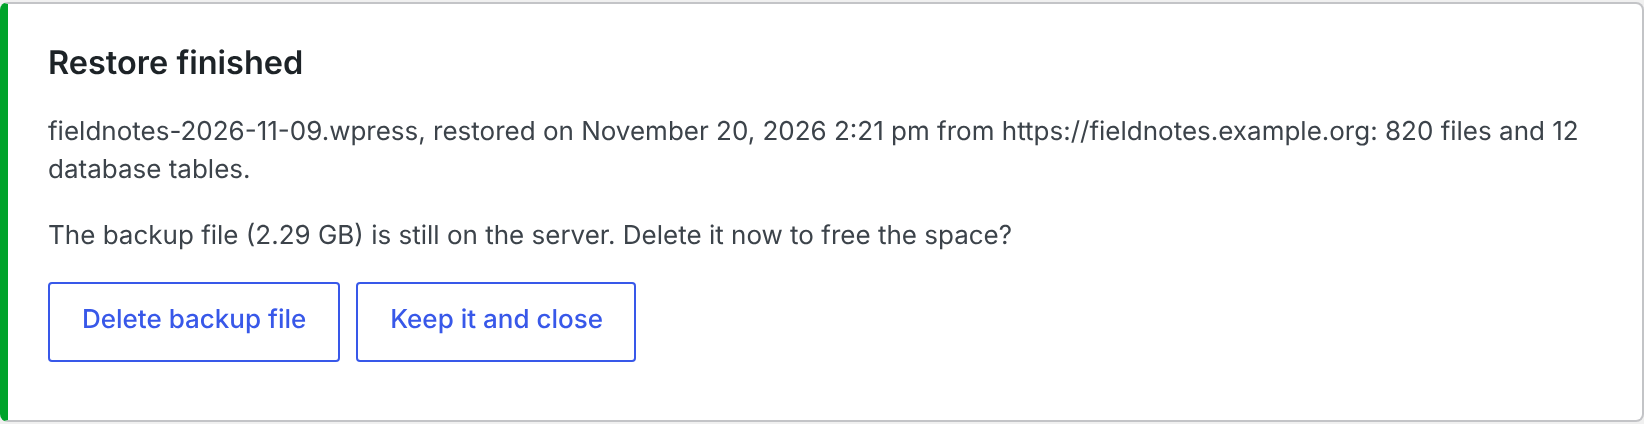 Restore finished
fieldnotes-2026-11-09.wpress, restored on November 20, 2026 2:21 pm from https://fieldnotes.example.org: 820 files and 12
database tables.
The backup file (2.29 GB) is still on the server. Delete it now to free the space?
Delete backup file
Keep it and close